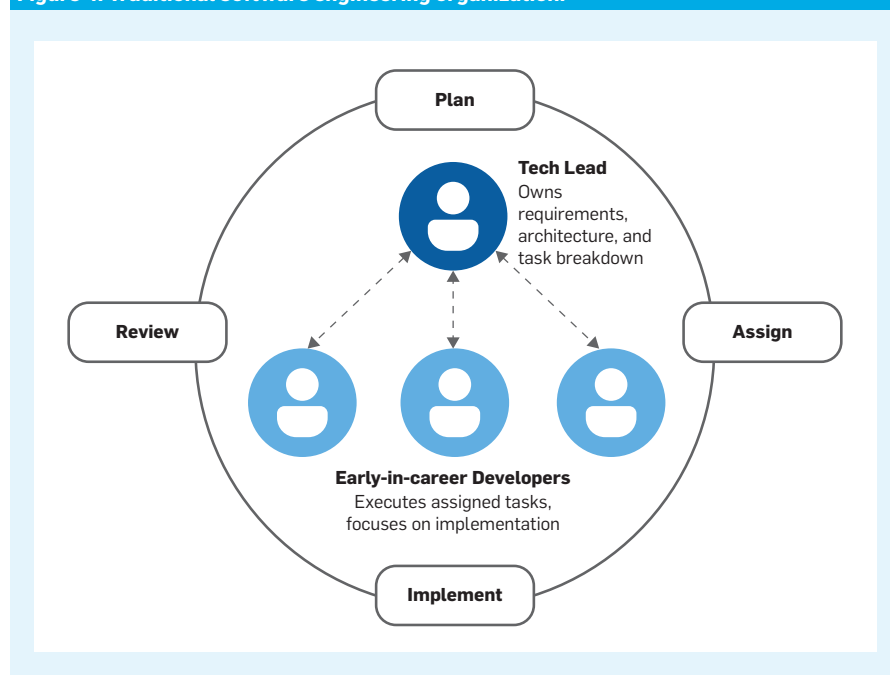 Plan
Tech Lead
Owns
requirements,
architecture, and
task breakdown
Review
Assign
Early-in-career Developers
Executes assigned tasks,
focuses on implementation
Implement